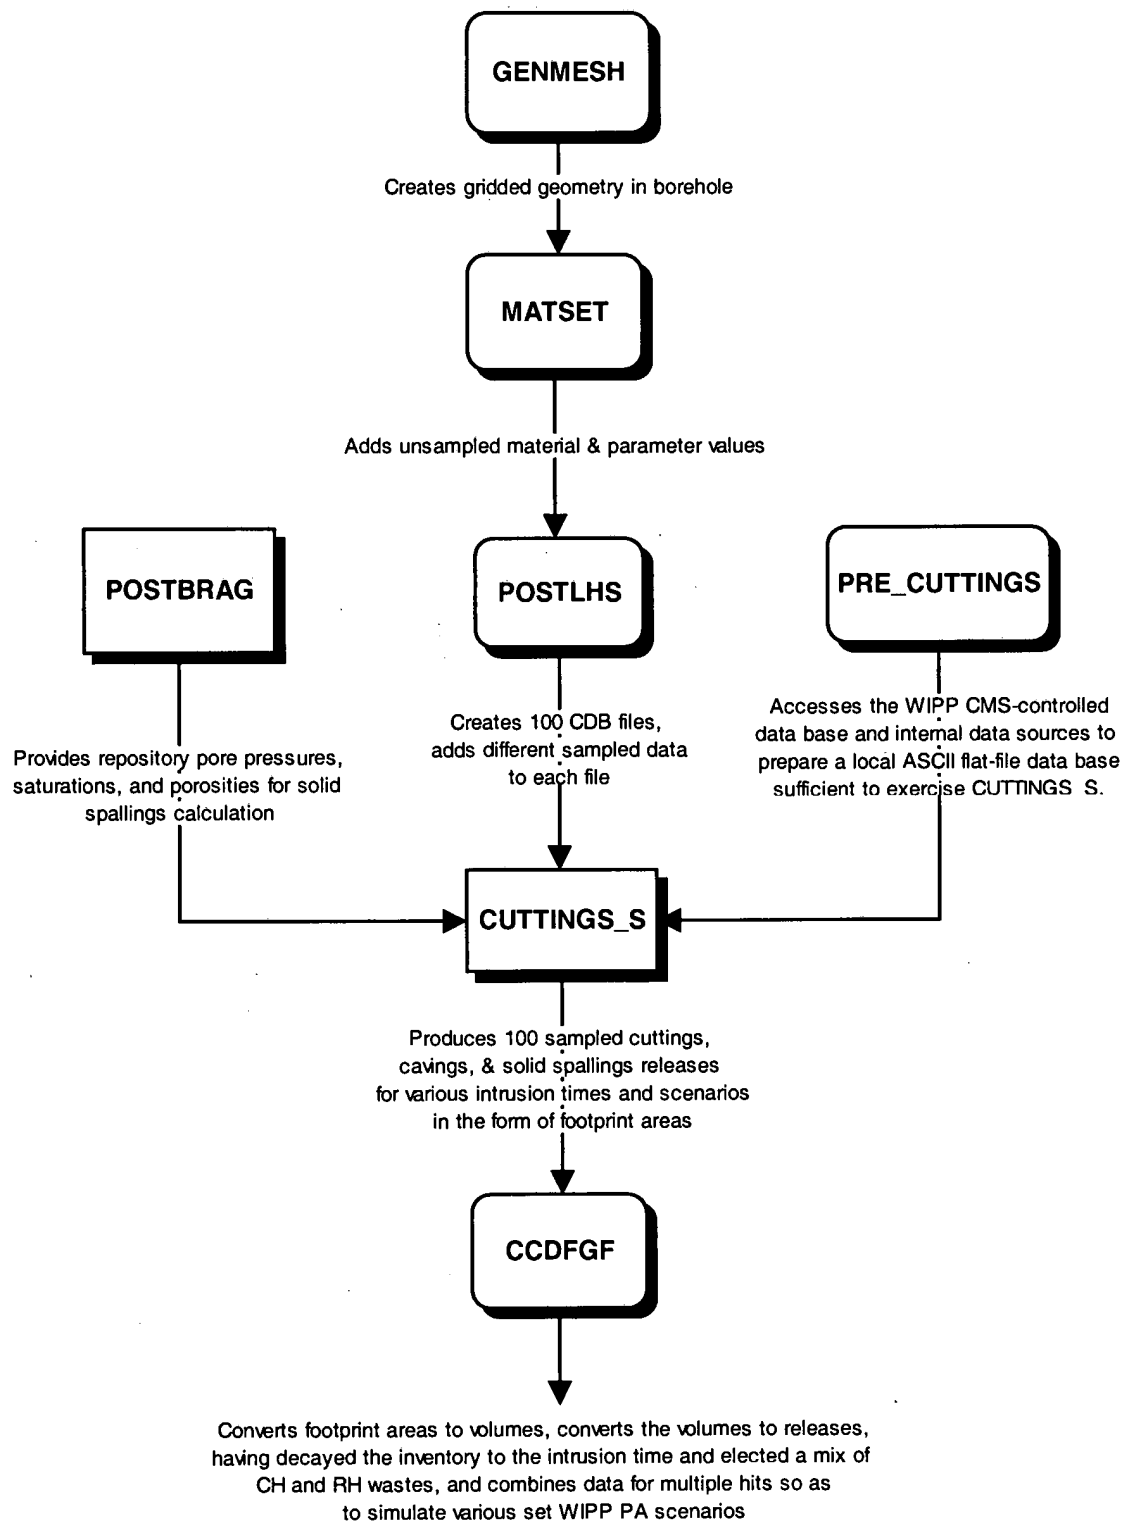 GENMESH
Creates gridded geometry in borehole
MATSET
Adds unsampled material & parameter values
POSTBRAG
POSTLHS
PRE_CUTTINGS
Provides repository pore pressures,
saturations, and porosities for solid
spallings calculation
Creates 100 CDB files,
adds different sampled data
to each file
Accesses the WIPP CMS-controlled
data base and internal data sources to
prepare a local ASCII flat-file data base
sufficient to exercise CUTTINGS_S.
CUTTINGS_S
Produces 100 sampled cuttings,
cavings, & solid spallings releases
for various intrusion times and scenarios
in the form of footprint areas
CCDFGF
Converts footprint areas to volumes, converts the volumes to releases,
having decayed the inventory to the intrusion time and elected a mix of
CH and RH wastes, and combines data for multiple hits so as
to simulate various set WIPP PA scenarios